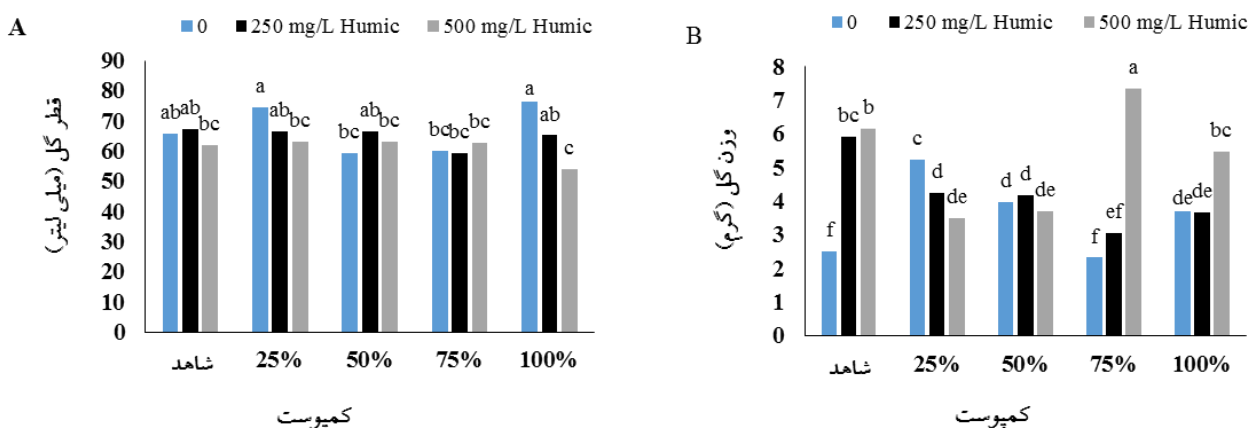 A
0 250 mg/L Humic 500 mg/L Humic
قطر گل (میلی لیتر)
90
80
70
60
50
40
30
20
10
0
ab ab bc
a ab bc
bc ab bc
bc bc bc
a ab c
شاهد 25% 50% 75% 100%
کمپوست
B
0 250 mg/L Humic 500 mg/L Humic
وزن گل (گرم)
8
7
6
5
4
3
2
1
0
f bc b
c d de
d d de
f ef a
de de bc
شاهد 25% 50% 75% 100%
کمپوست